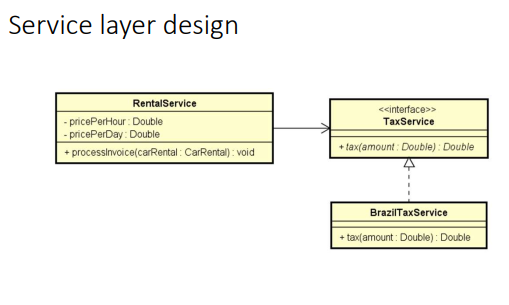 Service layer design
RentalService
- pricePerHour : Double
- pricePerDay : Double
+ processInvoice(carRental : CarRental) : void
<<interface>>
TaxService
+ tax(amount : Double) : Double
BrazilTaxService
+ tax(amount : Double) : Double